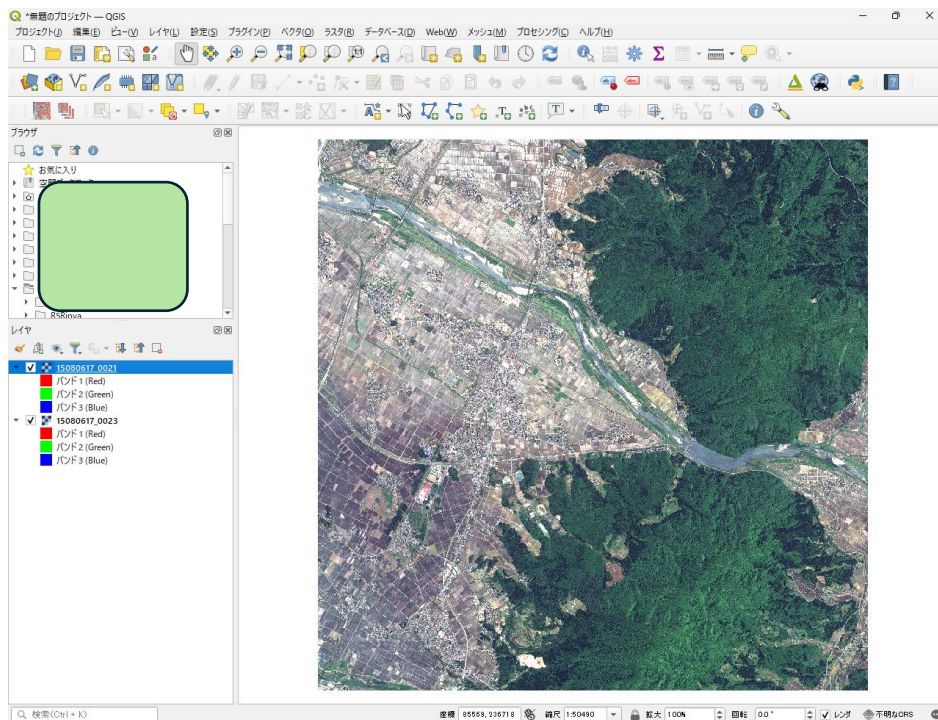 *無題のプロジェクト — QGIS
プロジェクト(J) 編集(E) ビュー(V) レイヤ(L) 設定(S) プラグイン(P) ベクタ(O) ラスタ(R) データベース(D) Web(W) メッシュ(M) プロセシング(C) ヘルプ(H)
ブラウザ
お気に入り
R5Rinya
レイヤ
15080617_0021
バンド 1 (Red)
バンド 2 (Green)
バンド 3 (Blue)
15080617_0023
バンド 1 (Red)
バンド 2 (Green)
バンド 3 (Blue)
検索(Ctrl + K) 座標 85569,236718 縮尺 1:50490 拡大 100% 回転 0.0° レンダ 不明なCRS